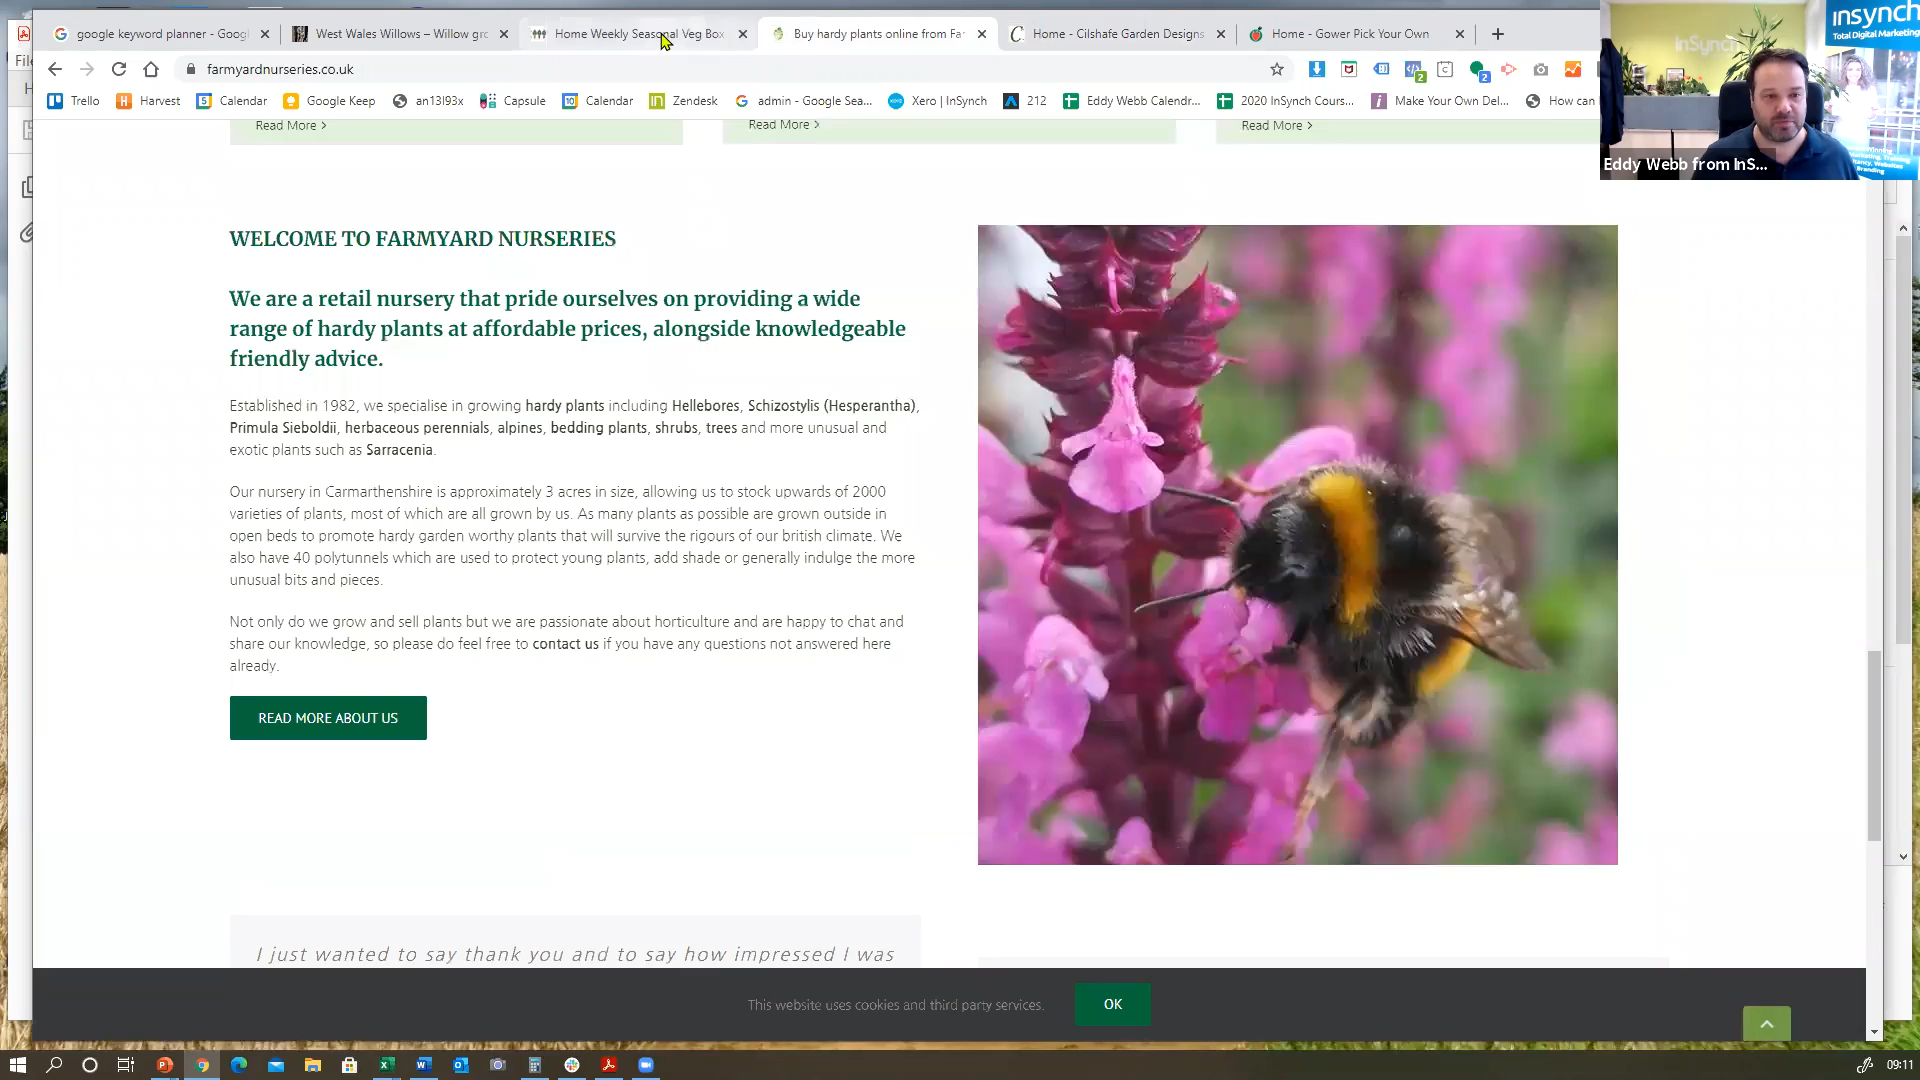 google keyword planner - Googl
West Wales Willows – Willow gro
Home Weekly Seasonal Veg Box
Buy hardy plants online from Fa
Home - Cilshafe Garden Designs
Home - Gower Pick Your Own
farmyardnurseries.co.uk
Trello
Harvest
Calendar
Google Keep
an13l93x
Capsule
Calendar
Zendesk
admin - Google Sea...
Xero | InSynch
212
Eddy Webb Calendr...
2020 InSynch Cours...
Make Your Own Del...
How can
insynch
Total Digital Marketing
Eddy Webb from InS...
Read More >
Read More >
Read More >
WELCOME TO FARMYARD NURSERIES
We are a retail nursery that pride ourselves on providing a wide
range of hardy plants at affordable prices, alongside knowledgeable
friendly advice.
Established in 1982, we specialise in growing hardy plants including Hellebores, Schizostylis (Hesperantha),
Primula Sieboldii, herbaceous perennials, alpines, bedding plants, shrubs, trees and more unusual and
exotic plants such as Sarracenia.
Our nursery in Carmarthenshire is approximately 3 acres in size, allowing us to stock upwards of 2000
varieties of plants, most of which are all grown by us. As many plants as possible are grown outside in
open beds to promote hardy garden worthy plants that will survive the rigours of our british climate. We
also have 40 polytunnels which are used to protect young plants, add shade or generally indulge the more
unusual bits and pieces.
Not only do we grow and sell plants but we are passionate about horticulture and are happy to chat and
share our knowledge, so please do feel free to contact us if you have any questions not answered here
already.
READ MORE ABOUT US
I just wanted to say thank you and to say how impressed I was
This website uses cookies and third party services.
OK
09:11